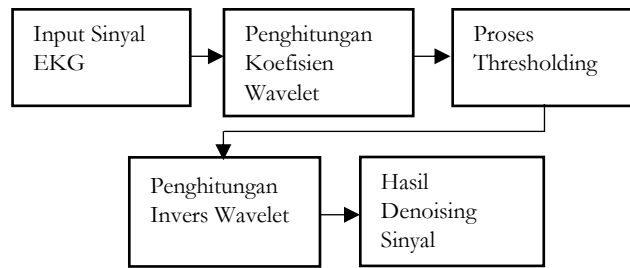 Input Sinyal
EKG
Penghitungan
Koefisien
Wavelet
Proses
Thresholding
Penghitungan
Invers Wavelet
Hasil
Denoising
Sinyal